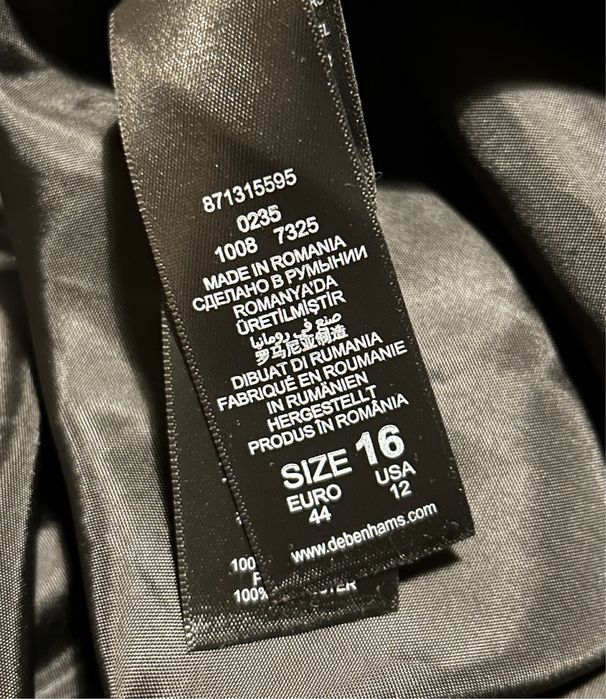 871315595
0235
1008 7325
MADE IN ROMANIA
СДЕЛАНО В РУМЫНИИ
ROMANYA'DA
ÜRETİLMİŞTİR
صنع في رومانيا
罗马尼亚制造
DIBUAT DI RUMANIA
FABRIQUÉ EN ROUMANIE
IN RUMÄNIEN
HERGESTELLT
PRODUS ÎN ROMÂNIA
SIZE 16
EURO USA
44 12
www.debenhams.com
100
100%